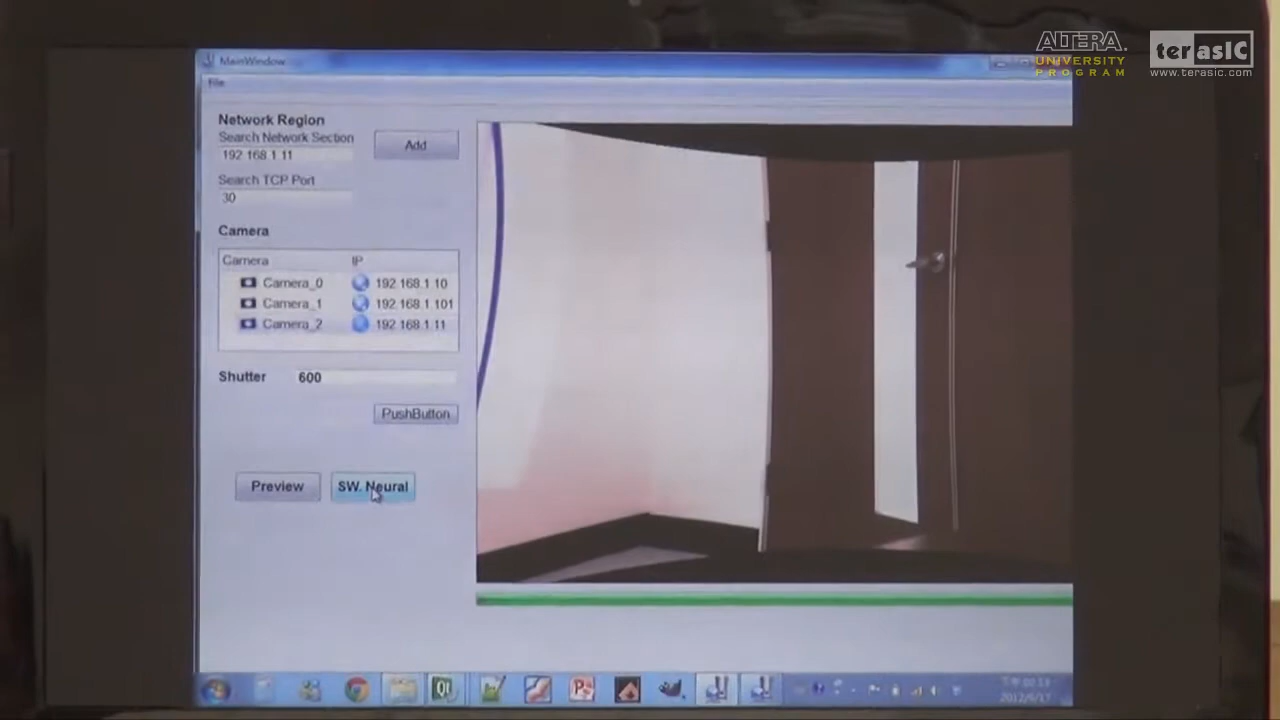 ALTERA.
UNIVERSITY
PROGRAM
terasIC
www.terasic.com
MainWindow
File
Network Region
Search Network Section
192 168 1 11
Add
Search TCP Port
30
Camera
Camera IP
Camera_0 192 168 1 10
Camera_1 192 168 1 101
Camera_2 192 168 1 11
Shutter 600
PushButton
Preview SW. Neural